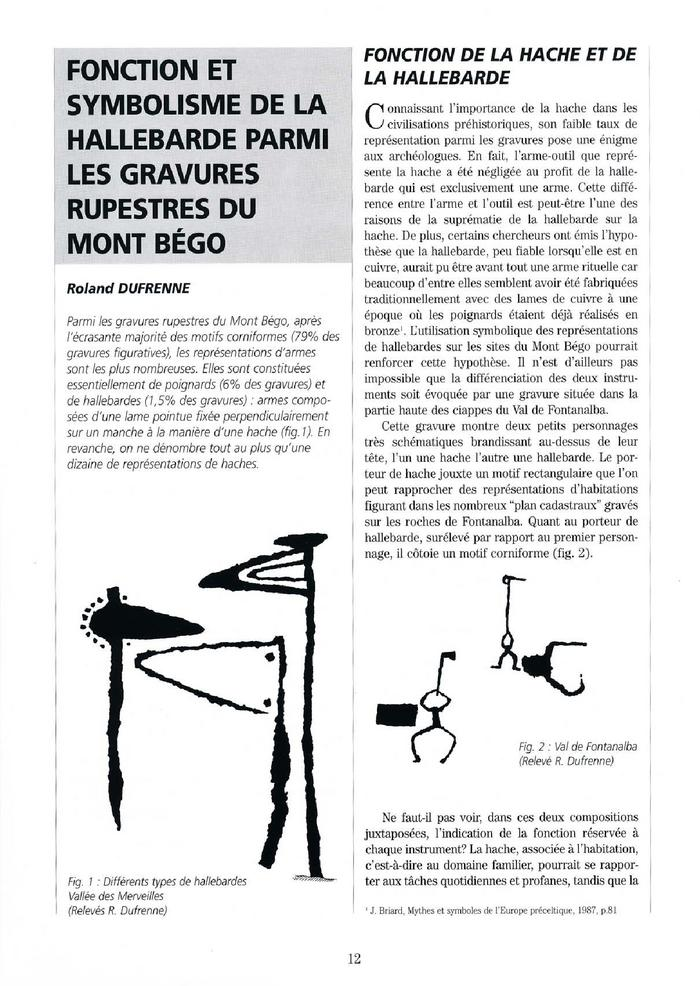 FONCTION ET
SYMBOLISME DE LA
HALLEBARDE PARMI
LES GRAVURES
RUPESTRES DU
MONT BÉGO
Roland DUFRENNE
Parmi les gravures rupestres du Mont Bégo, après
l'écrasante majorité des motifs corniformes (79% des
gravures figuratives), les représentations d'armes
sont les plus nombreuses. Elles sont constituées
essentiellement de poignards (6% des gravures) et
de hallebardes (1,5% des gravures) : armes compo-
sées d'une lame pointue fixée perpendiculairement
sur un manche à la manière d'une hache (fig.1). En
revanche, on ne dénombre tout au plus qu'une
dizaine de représentations de haches.
Fig. 1 : Différents types de hallebardes
Vallée des Merveilles
(Relevés R. Dufrenne)
FONCTION DE LA HACHE ET DE
LA HALLEBARDE
Connaissant l'importance de la hache dans les
civilisations préhistoriques, son faible taux de
représentation parmi les gravures pose une énigme
aux archéologues. En fait, l'arme-outil que repré-
sente la hache a été négligée au profit de la halle-
barde qui est exclusivement une arme. Cette diffé-
rence entre l'arme et l'outil est peut-être l'une des
raisons de la suprématie de la hallebarde sur la
hache. De plus, certains chercheurs ont émis l'hypo-
thèse que la hallebarde, peu fiable lorsqu'elle est en
cuivre, aurait pu être avant tout une arme rituelle car
beaucoup d'entre elles semblent avoir été fabriquées
traditionnellement avec des lames de cuivre à une
époque où les poignards étaient déjà réalisés en
bronze¹. L'utilisation symbolique des représentations
de hallebardes sur les sites du Mont Bégo pourrait
renforcer cette hypothèse. Il n'est d'ailleurs pas
impossible que la différenciation des deux instru-
ments soit évoquée par une gravure située dans la
partie haute des ciappes du Val de Fontanalba.
Cette gravure montre deux petits personnages
très schématiques brandissant au-dessus de leur
tête, l'un une hache l'autre une hallebarde. Le por-
teur de hache jouxte un motif rectangulaire que l'on
peut rapprocher des représentations d'habitations
figurant dans les nombreux "plan cadastraux" gravés
sur les roches de Fontanalba. Quant au porteur de
hallebarde, surélevé par rapport au premier person-
nage, il côtoie un motif corniforme (fig. 2).
Fig. 2 : Val de Fontanalba
(Relevé R. Dufrenne)
Ne faut-il pas voir, dans ces deux compositions
juxtaposées, l'indication de la fonction réservée à
chaque instrument? La hache, associée à l'habitation,
c'est-à-dire au domaine familier, pourrait se rappor-
ter aux tâches quotidiennes et profanes, tandis que la
¹ J. Briard, Mythes et symboles de l'Europe préceltique, 1987, p.81
12